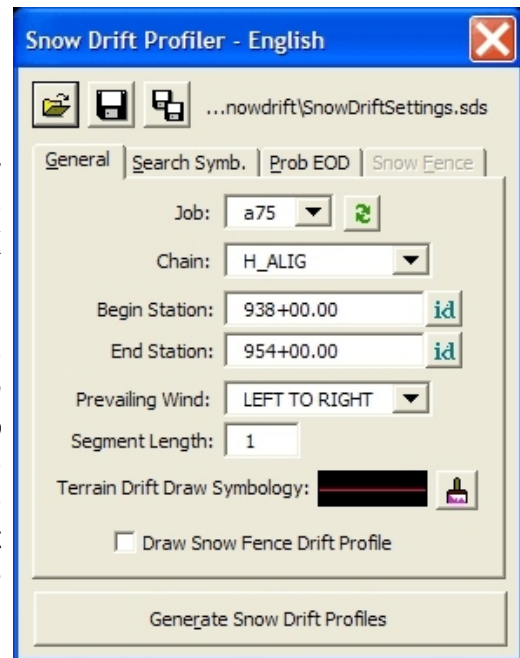 Snow Drift Profiler - English
...nowdrift\SnowDriftSettings.sds
General Search Symb. Prob EOD Snow Fence
Job: a75
Chain: H_ALIG
Begin Station: 938+00.00 id
End Station: 954+00.00 id
Prevailing Wind: LEFT TO RIGHT
Segment Length: 1
Terrain Drift Draw Symbology:
Draw Snow Fence Drift Profile
Generate Snow Drift Profiles